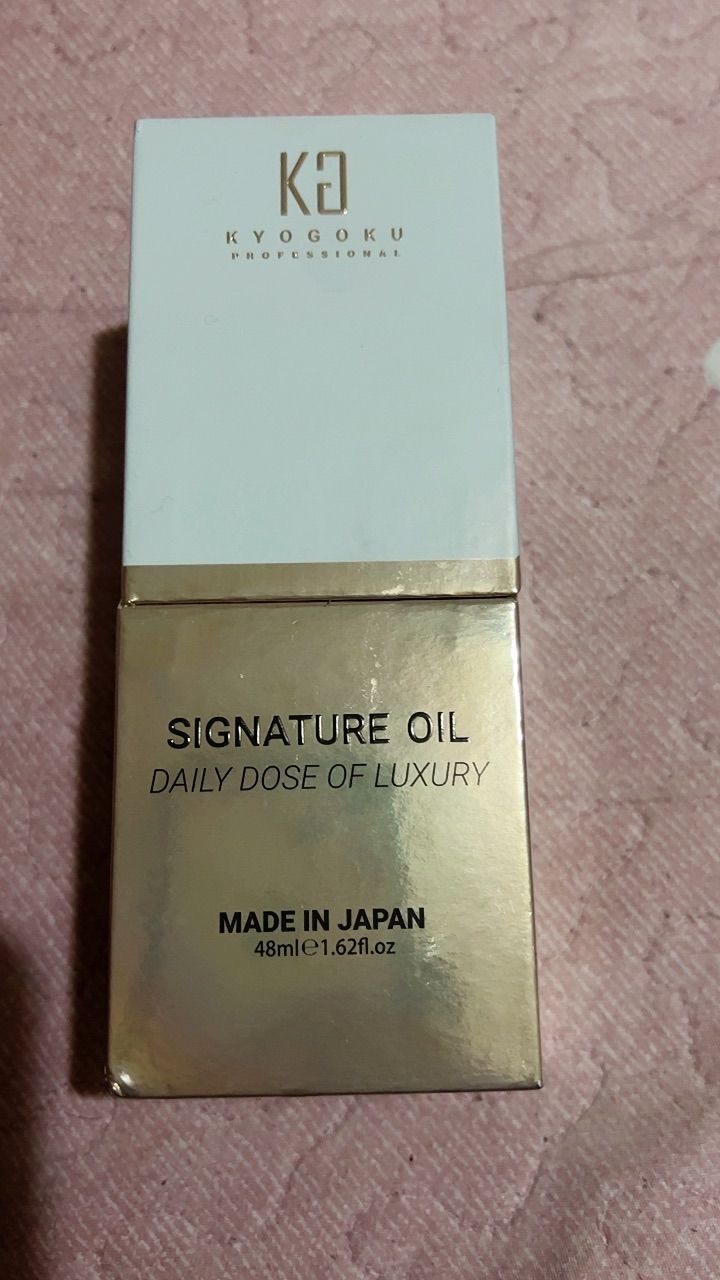 KG
KYOGOKU
PROFESSIONAL
SIGNATURE OIL
DAILY DOSE OF LUXURY
MADE IN JAPAN
48ml℮1.62fl.oz